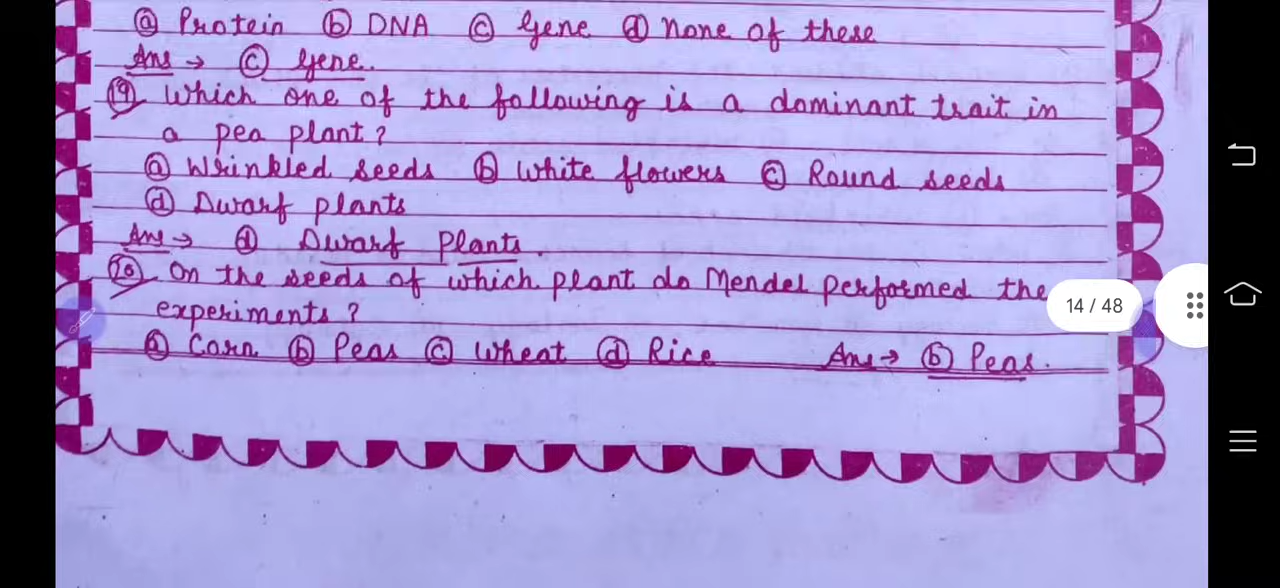 (a) Protein (b) DNA (c) Gene (d) None of these
Ans → (c) Gene.
(19) Which one of the following is a dominant trait in
a pea plant?
(a) Wrinkled seeds (b) White flowers (c) Round seeds
(d) Dwarf plants
Ans → (d) Dwarf Plants.
(20) On the seeds of which plant do Mendel performed the
experiments?
(a) Corn (b) Peas (c) Wheat (d) Rice Ans → (b) Peas.
14 / 48